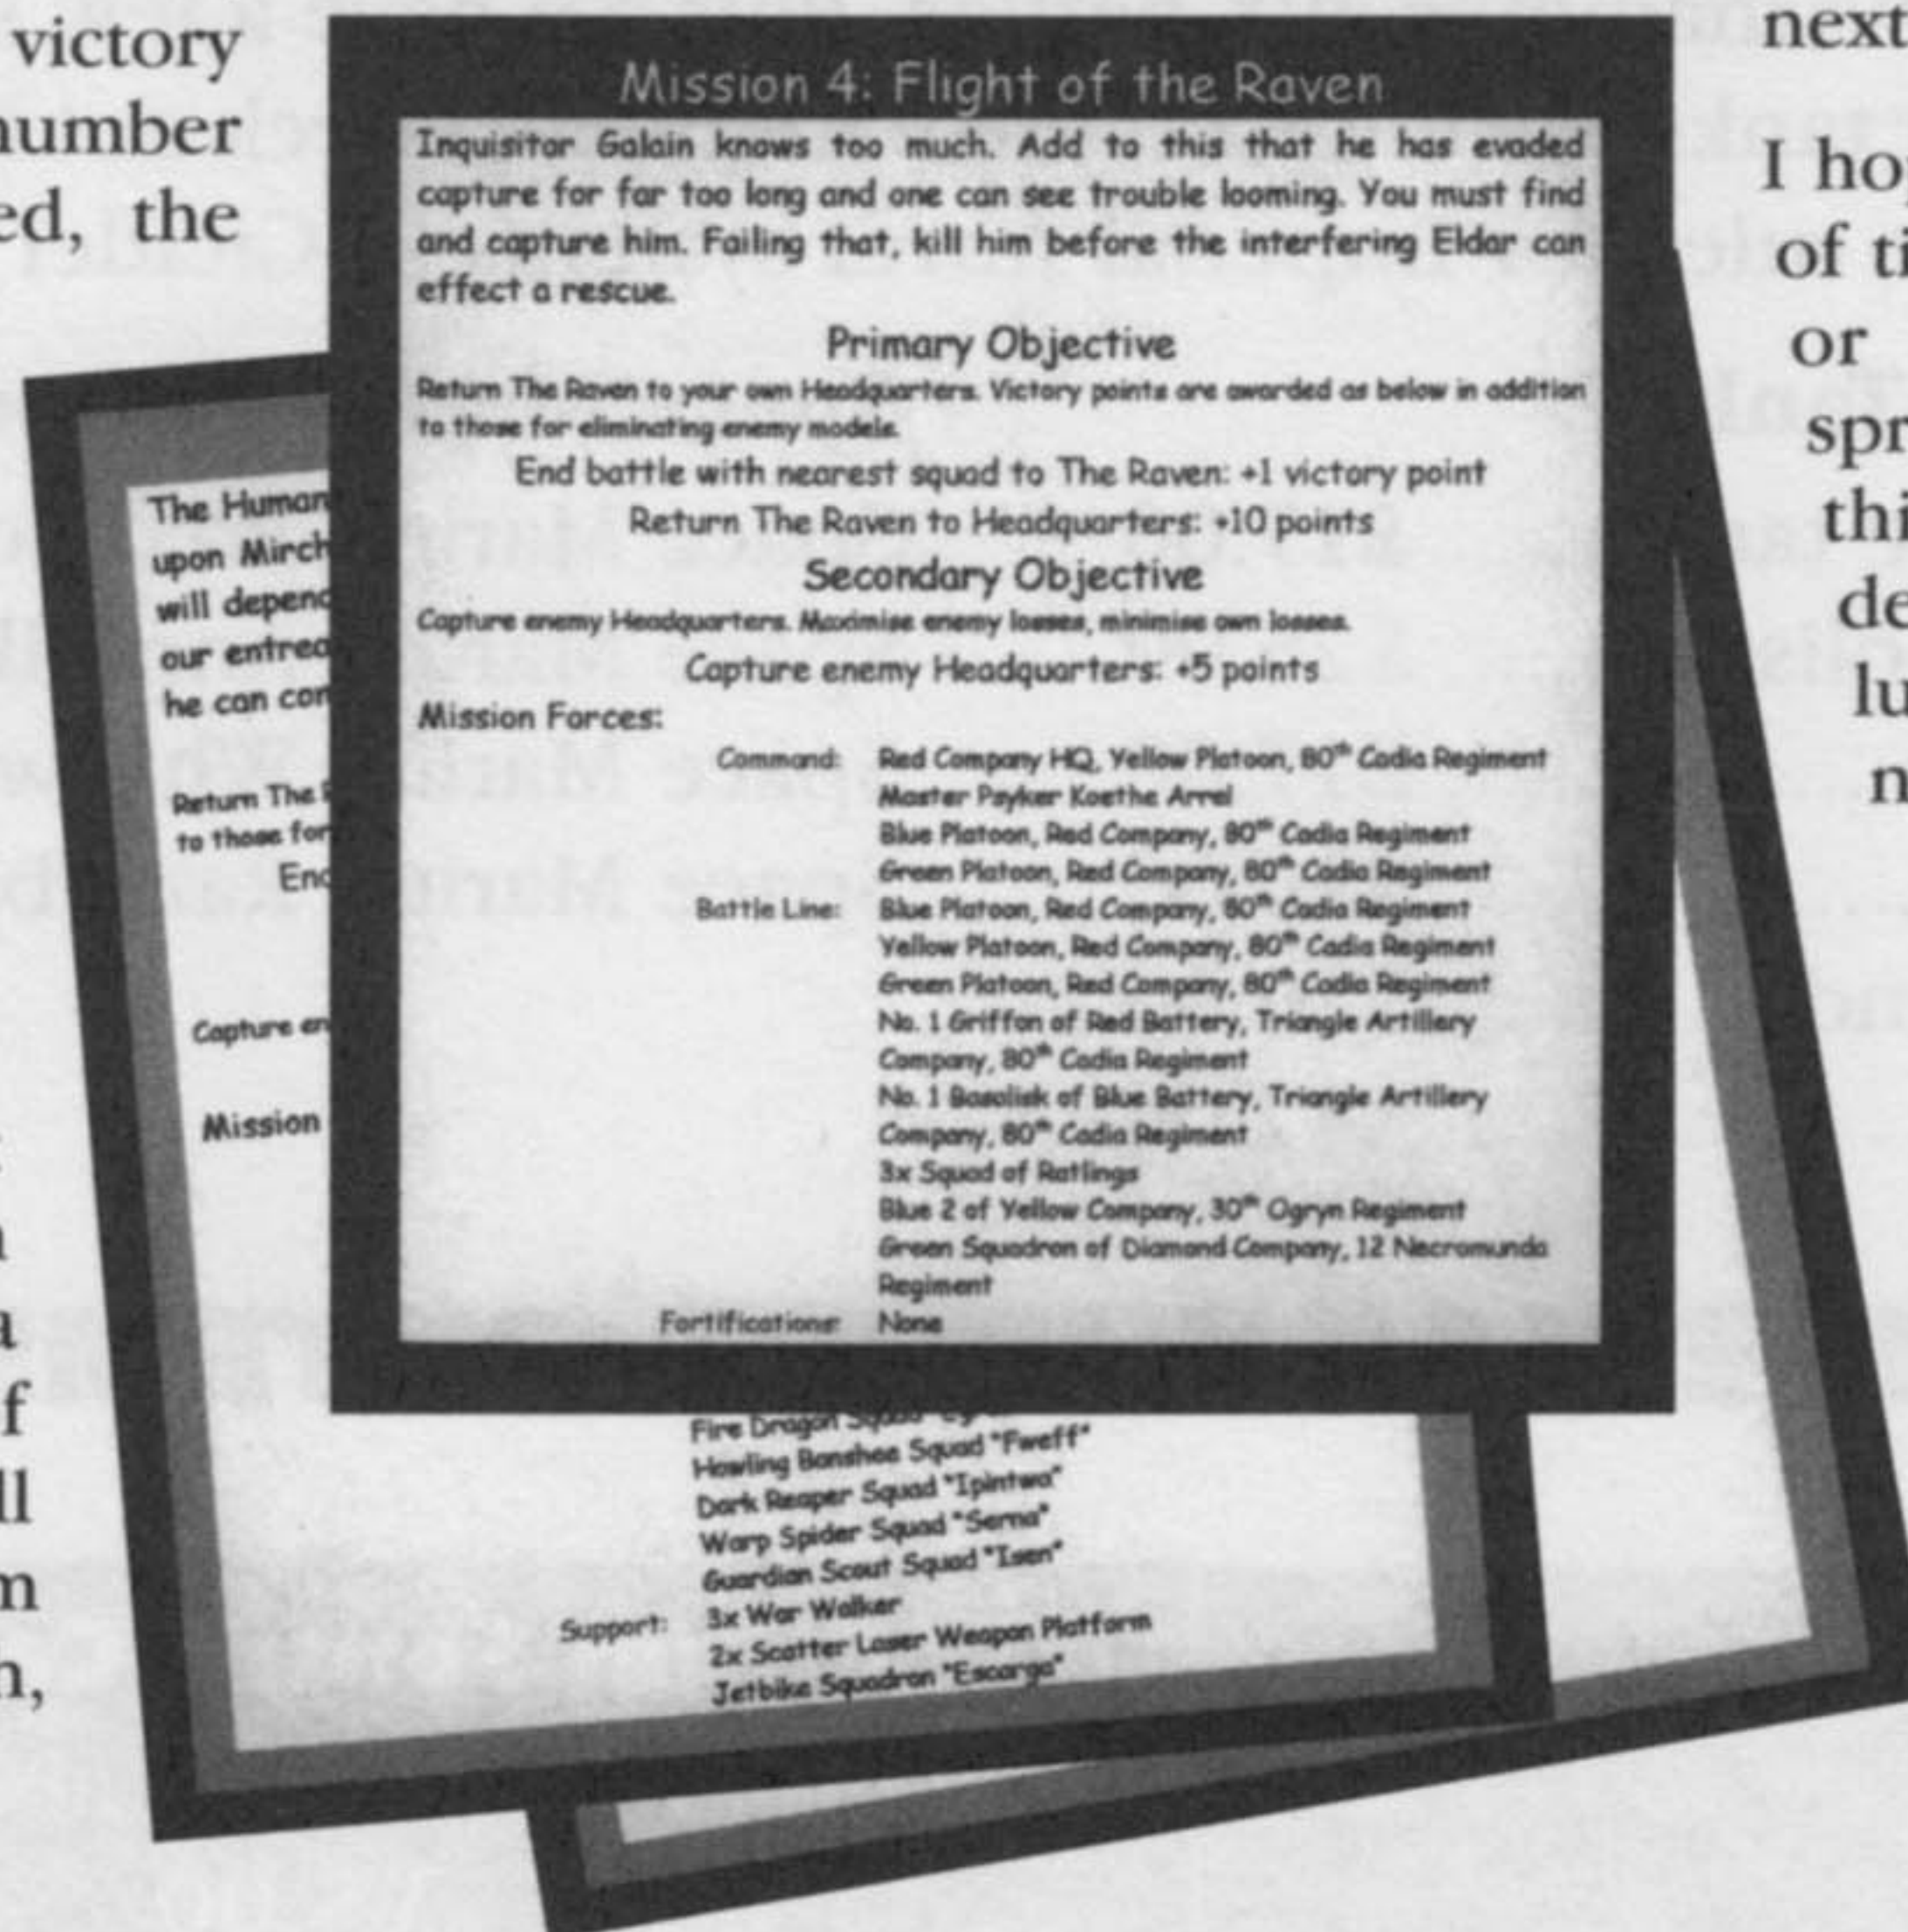 victory
number
ed, the
a
f
ll
m
n,
Mission 4: Flight of the Raven
Inquisitor Galain knows too much. Add to this that he has evaded
capture for far too long and one can see trouble looming. You must find
and capture him. Failing that, kill him before the interfering Eldar can
effect a rescue.
Primary Objective
Return The Raven to your own Headquarters. Victory points are awarded as below in addition
to those for eliminating enemy models.
End battle with nearest squad to The Raven: +1 victory point
Return The Raven to Headquarters: +10 points
Secondary Objective
Capture enemy Headquarters. Maximise enemy losses, minimise own losses.
Capture enemy Headquarters: +5 points
Mission Forces:
Command: Red Company HQ, Yellow Platoon, 80th Cadia Regiment
Master Psyker Koethe Arrel
Blue Platoon, Red Company, 80th Cadia Regiment
Green Platoon, Red Company, 80th Cadia Regiment
Battle Line: Blue Platoon, Red Company, 80th Cadia Regiment
Yellow Platoon, Red Company, 80th Cadia Regiment
Green Platoon, Red Company, 80th Cadia Regiment
No. 1 Griffon of Red Battery, Triangle Artillery
Company, 80th Cadia Regiment
No. 1 Basalisk of Blue Battery, Triangle Artillery
Company, 80th Cadia Regiment
3x Squad of Ratlings
Blue 2 of Yellow Company, 30th Ogryn Regiment
Green Squadron of Diamond Company, 12 Necromunda
Regiment
Fortifications: None
The Human
upon Mirch
will depend
our entrea
he can con
Return The R
to those for
End
Capture en
Mission
Fire Dragon Squad
Howling Banshee Squad "Fweff"
Dark Reaper Squad "Ipintwa"
Warp Spider Squad "Serna"
Guardian Scout Squad "Isen"
Support: 3x War Walker
2x Scatter Laser Weapon Platform
Jetbike Squadron "Escargo"
next
I ho
of ti
or
spr
thi
de
lu
n